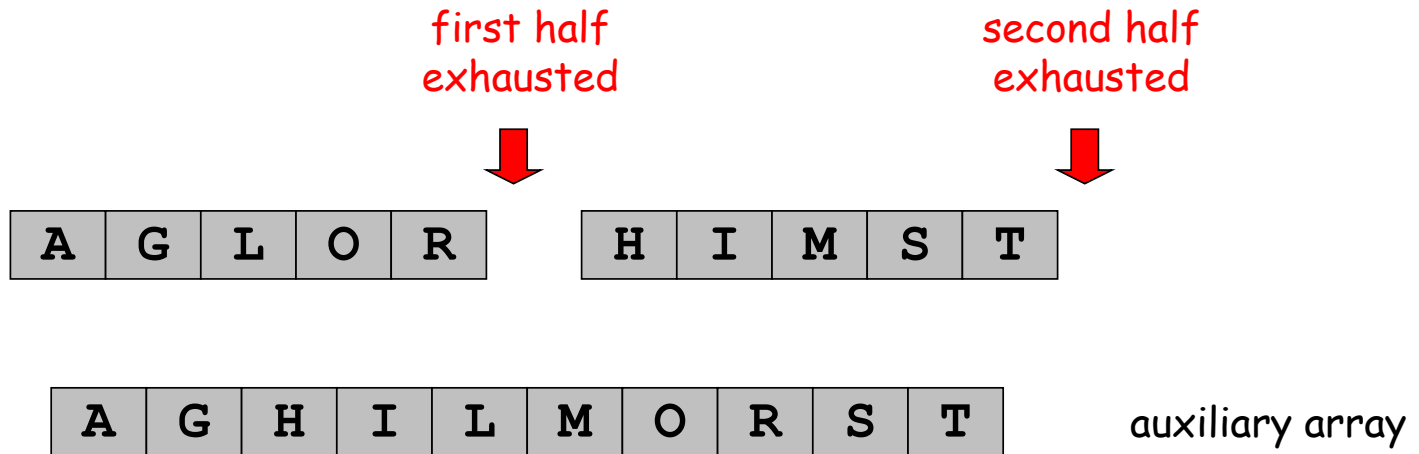 first half
exhausted
second half
exhausted
A G L O R
H I M S T
A G H I L M O R S T
auxiliary array